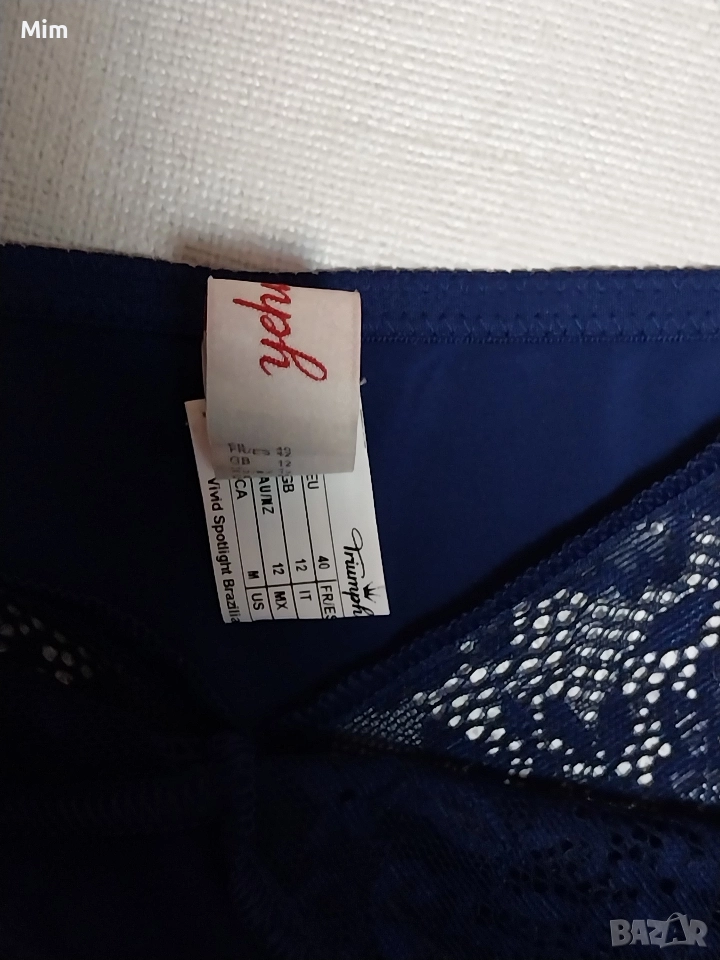 Mim
FR/ES 42
GB 12
Triumph
EU 40 FR/ES
GB 12 IT
AU/NZ 12 MX
CA M US
Vivid Spotlight Brazilia
BAZAR